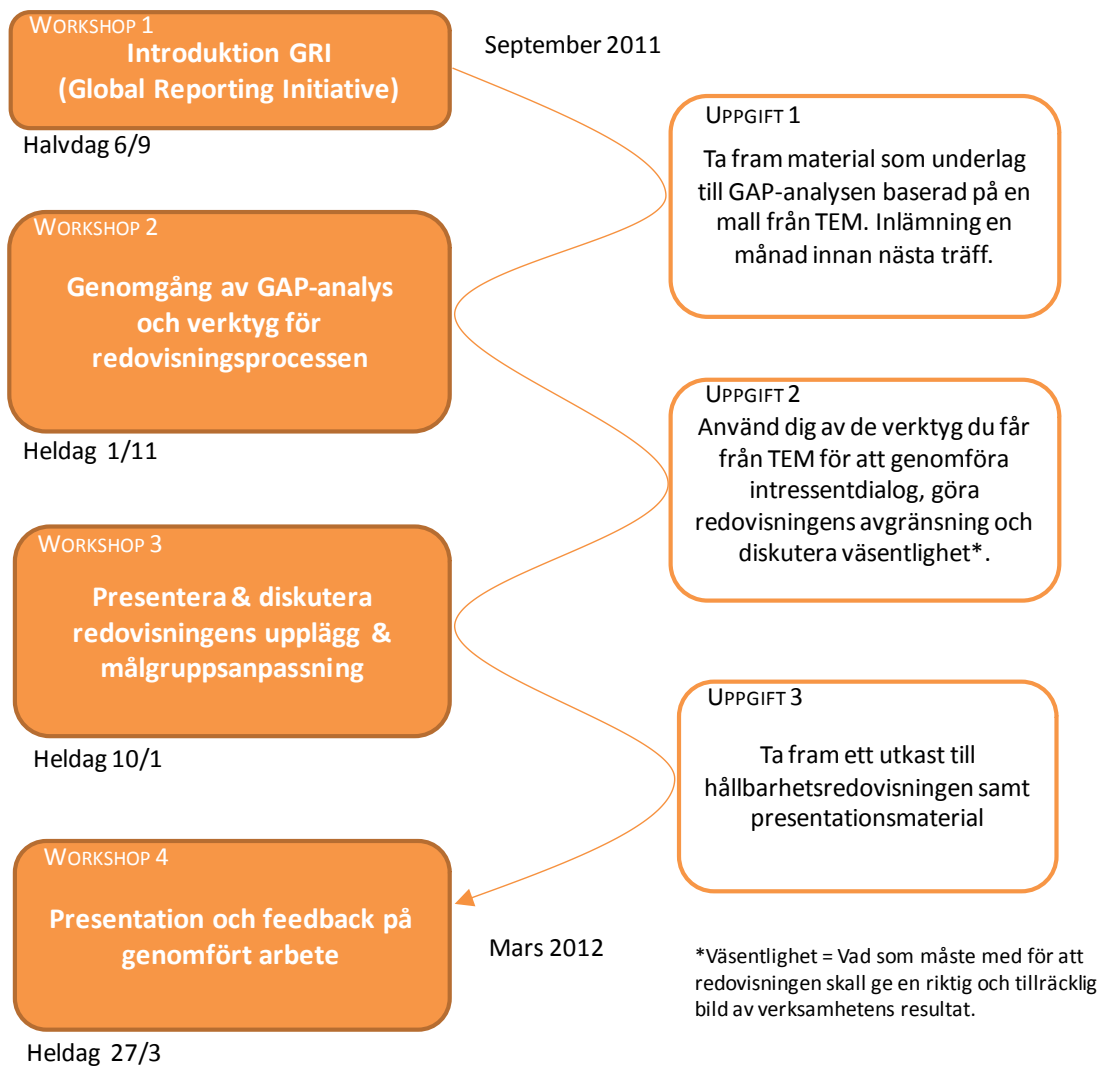 WORKSHOP 1
Introduktion GRI
(Global Reporting Initiative)
Halvdag 6/9
September 2011
UPPGIFT 1
Ta fram material som underlag
till GAP-analysen baserad på en
mall från TEM. Inlämning en
månad innan nästa träff.
WORKSHOP 2
Genomgång av GAP-analys
och verktyg för
redovisningsprocessen
Heldag 1/11
UPPGIFT 2
Använd dig av de verktyg du får
från TEM för att genomföra
intressentdialog, göra
redovisningens avgränsning och
diskutera väsentlighet*.
WORKSHOP 3
Presentera & diskutera
redovisningens upplägg &
målgruppsanpassning
Heldag 10/1
UPPGIFT 3
Ta fram ett utkast till
hållbarhetsredovisningen samt
presentationsmaterial
WORKSHOP 4
Presentation och feedback på
genomfört arbete
Heldag 27/3
Mars 2012
*Väsentlighet = Vad som måste med för att
redovisningen skall ge en riktig och tillräcklig
bild av verksamhetens resultat.